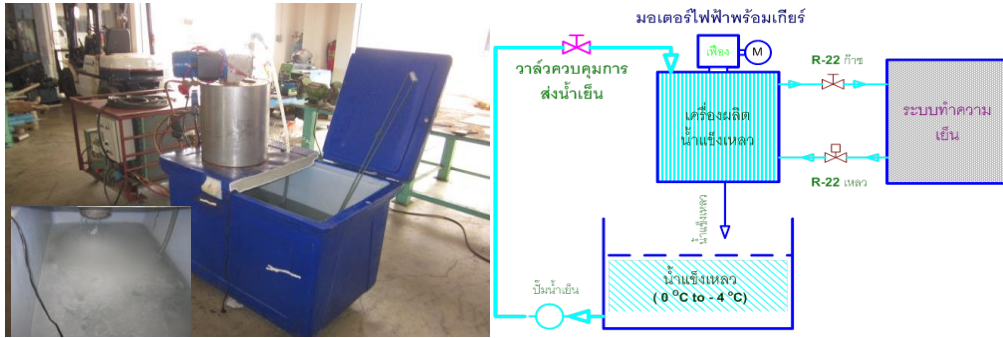 มอเตอร์ไฟฟ้าพร้อมเกียร์
เฟือง
M
วาล์วควบคุมการ
ส่งน้ำเย็น
R-22 ก๊าซ
เครื่องผลิต
น้ำแข็งเหลว
ระบบทำความ
เย็น
R-22 เหลว
น้ำแข็งเหลว
น้ำแข็งเหลว
( 0 °C to - 4 °C)
ปั๊มน้ำเย็น